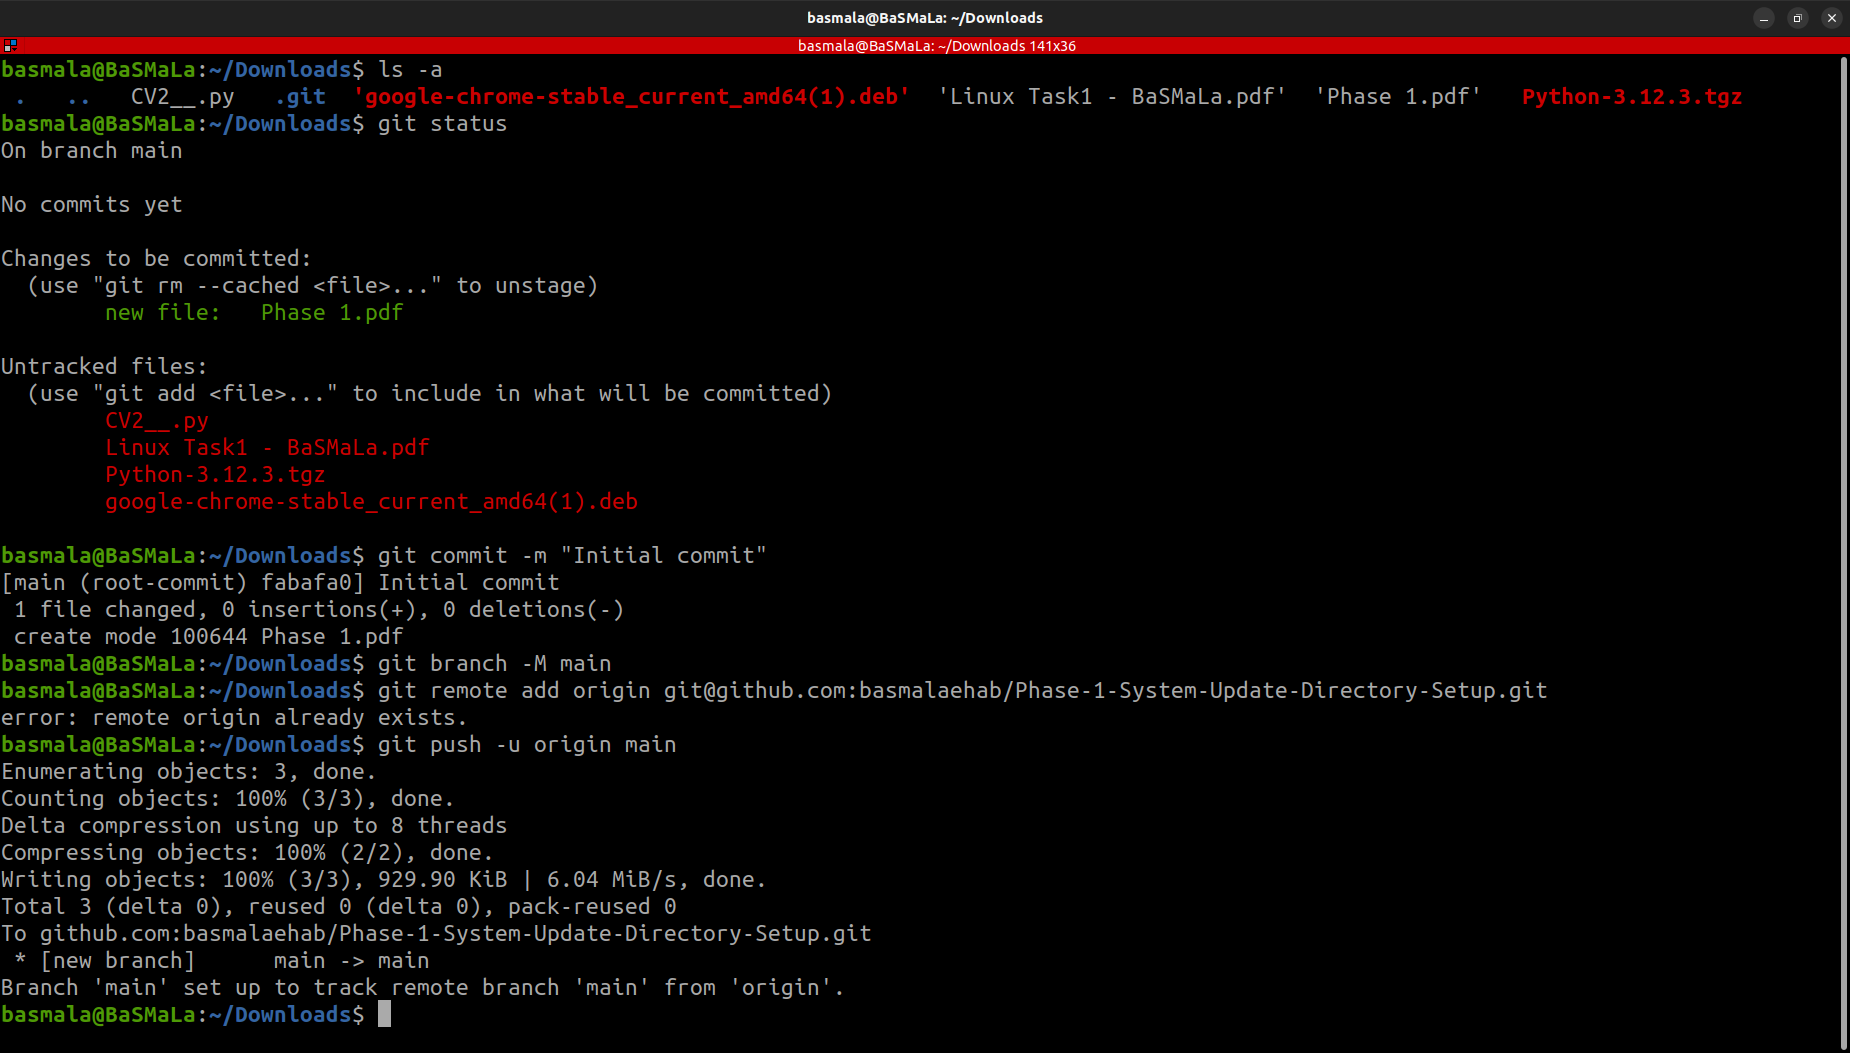 basmala@BaSMaLa: ~/Downloads
basmala@BaSMaLa: ~/Downloads 141x36
basmala@BaSMaLa:~/Downloads$ ls -a
.   ..   CV2__.py   .git  'google-chrome-stable_current_amd64(1).deb'  'Linux Task1 - BaSMaLa.pdf'  'Phase 1.pdf'   Python-3.12.3.tgz
basmala@BaSMaLa:~/Downloads$ git status
On branch main
No commits yet
Changes to be committed:
  (use "git rm --cached <file>..." to unstage)
        new file:   Phase 1.pdf
Untracked files:
  (use "git add <file>..." to include in what will be committed)
        CV2__.py
        Linux Task1 - BaSMaLa.pdf
        Python-3.12.3.tgz
        google-chrome-stable_current_amd64(1).deb
basmala@BaSMaLa:~/Downloads$ git commit -m "Initial commit"
[main (root-commit) fabafa0] Initial commit
 1 file changed, 0 insertions(+), 0 deletions(-)
 create mode 100644 Phase 1.pdf
basmala@BaSMaLa:~/Downloads$ git branch -M main
basmala@BaSMaLa:~/Downloads$ git remote add origin git@github.com:basmalaehab/Phase-1-System-Update-Directory-Setup.git
error: remote origin already exists.
basmala@BaSMaLa:~/Downloads$ git push -u origin main
Enumerating objects: 3, done.
Counting objects: 100% (3/3), done.
Delta compression using up to 8 threads
Compressing objects: 100% (2/2), done.
Writing objects: 100% (3/3), 929.90 KiB | 6.04 MiB/s, done.
Total 3 (delta 0), reused 0 (delta 0), pack-reused 0
To github.com:basmalaehab/Phase-1-System-Update-Directory-Setup.git
 * [new branch]      main -> main
Branch 'main' set up to track remote branch 'main' from 'origin'.
basmala@BaSMaLa:~/Downloads$